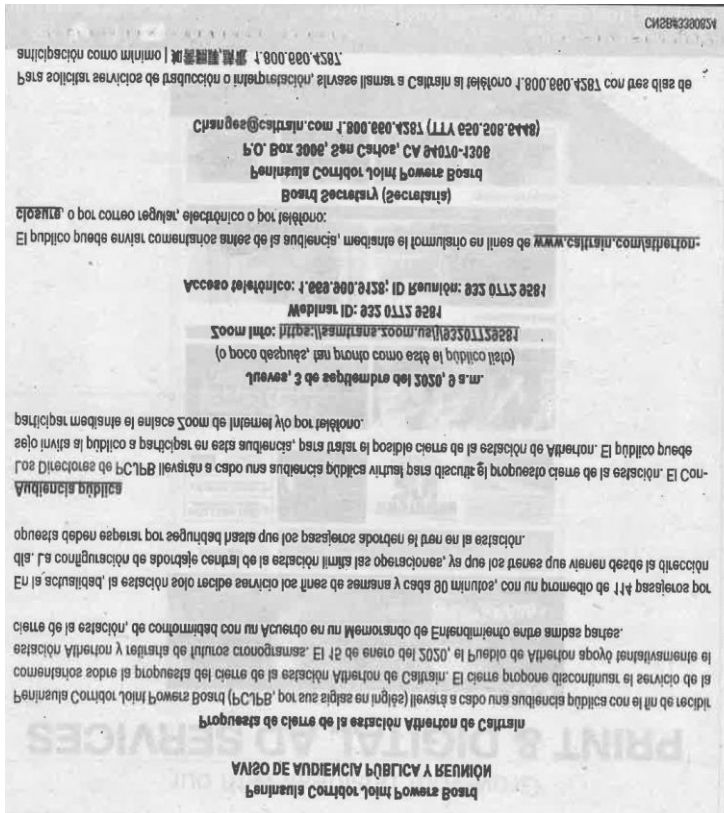 Peninsula Corridor Joint Powers Board
AVISO DE AUDIENCIA PÚBLICA Y REUNIÓN
Propuesta de cierre de la estación Atherton de Caltrain
Peninsula Corridor Joint Powers Board (PCJPB, por sus siglas en inglés) llevará a cabo una audiencia pública con el fin de recibir
comentarios sobre la propuesta del cierre de la estación Atherton de Caltrain. El cierre propone discontinuar el servicio de la
estación Atherton y retirarla de futuros cronogramas. El 15 de enero del 2020, el Pueblo de Atherton apoyó tentativamente el
cierre de la estación, de conformidad con un Acuerdo en un Memorando de Entendimiento entre ambas partes.
En la actualidad, la estación solo recibe servicio los fines de semana y cada 90 minutos, con un promedio de 114 pasajeros por
día. La configuración de abordaje central de la estación limita las operaciones, ya que los trenes que vienen desde la dirección
opuesta deben esperar por seguridad hasta que los pasajeros aborden el tren en la estación.
Audiencia pública
Los Directores de PCJPB llevarán a cabo una audiencia pública virtual para discutir el propuesto cierre de la estación. El Con-
sejo invita al público a participar en esta audiencia, para tratar el posible cierre de la estación de Atherton. El público puede
participar mediante el enlace Zoom de Internet y/o por teléfono.
Jueves, 3 de septiembre del 2020, 9 a.m.
(o poco después, tan pronto como esté el público listo)
Zoom Info: https://samtrans.zoom.us/j/93207729581
Webinar ID: 932 0772 9581
Acceso telefónico: 1.669.900.9128; ID Reunión: 932 0772 9581
El publico puede enviar comentarios antes de la audiencia, mediante el formulario en línea de www.caltrain.com/atherton-
closure, o por correo regular, electrónico o por teléfono:
Board Secretary (Secretaria)
Peninsula Corridor Joint Powers Board
P.O. Box 3006, San Carlos, CA 94070-1306
Changes@caltrain.com 1.800.660.4287 (TTY 650.508.6448)
Para solicitar servicios de traducción o interpretación, sírvase llamar a Caltrain al teléfono 1.800.660.4287 con tres días de
anticipación como mínimo | 如需翻譯,請電 1.800.660.4287.
CNSB#3390824
PRINT & DIGITAL AD SERVICES